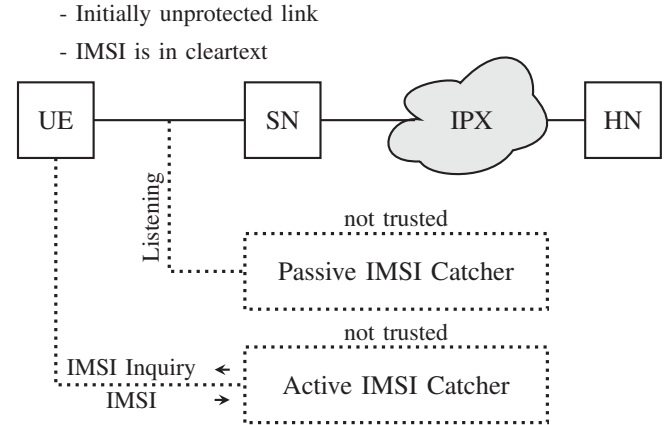 - Initially unprotected link
- IMSI is in cleartext
UE
SN
IPX
HN
Listening
not trusted
Passive IMSI Catcher
not trusted
IMSI Inquiry
IMSI
Active IMSI Catcher